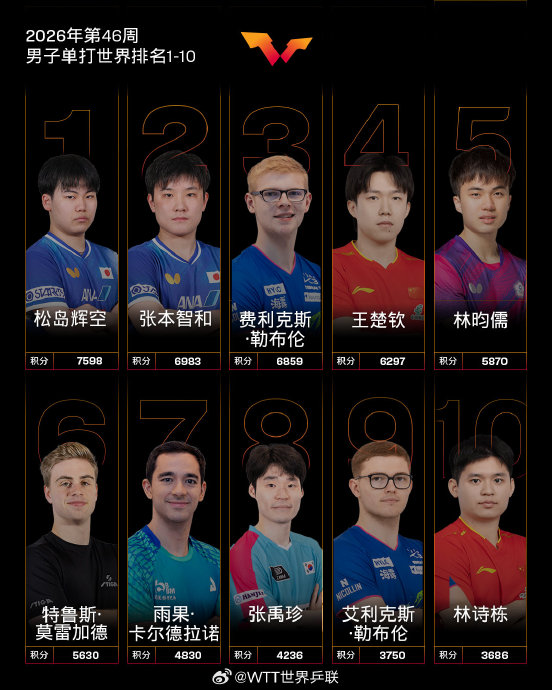 2026年第46周
男子单打世界排名1-10
1
2
3
4
5
松岛辉空
张本智和
费利克斯
·勒布伦
王楚钦
林昀儒
积分 7598
积分 6983
积分 6859
积分 6297
积分 5870
6
7
8
9
10
特鲁斯·
莫雷加德
雨果·
卡尔德拉诺
张禹珍
艾利克斯
·勒布伦
林诗栋
积分 5630
积分 4830
积分 4236
积分 3750
积分 3686
@WTT世界乒联